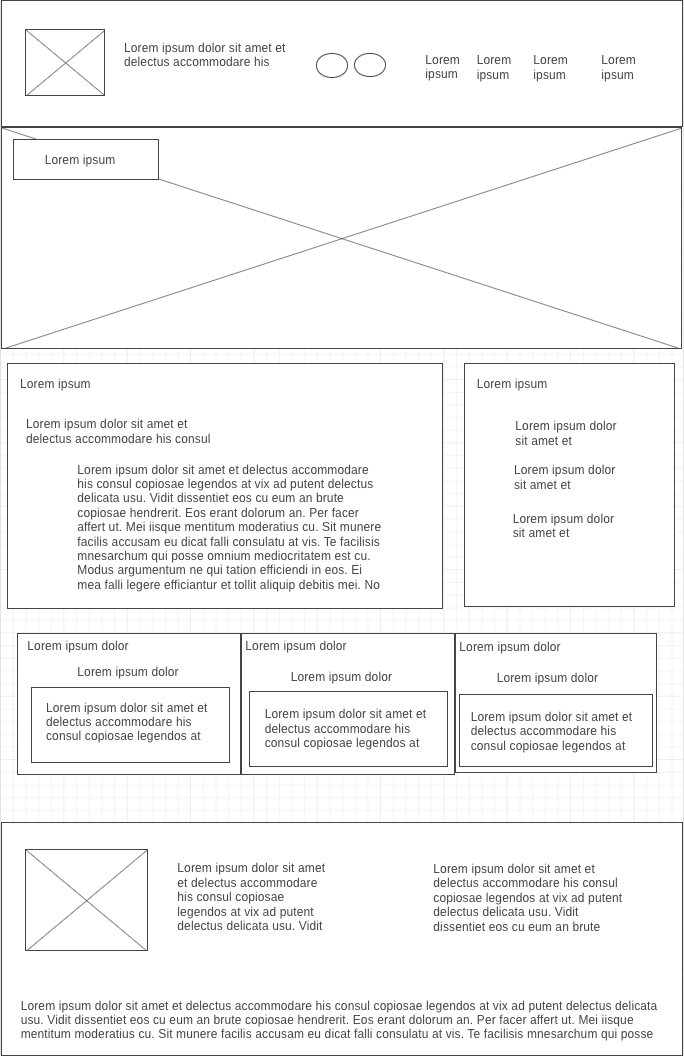 Lorem ipsum dolor sit amet et
delectus accommodare his
Lorem
ipsum
Lorem
ipsum
Lorem
ipsum
Lorem
ipsum
Lorem ipsum
Lorem ipsum
Lorem ipsum dolor sit amet et
delectus accommodare his consul
Lorem ipsum dolor sit amet et delectus accommodare
his consul copiosae legendos at vix ad putent delectus
delicata usu. Vidit dissentiet eos cu eum an brute
copiosae hendrerit. Eos erant dolorum an. Per facer
affert ut. Mei iisque mentitum moderatius cu. Sit munere
facilis accusam eu dicat falli consulatu at vis. Te facilisis
mnesarchum qui posse omnium mediocritatem est cu.
Modus argumentum ne qui tation efficiendi in eos. Ei
mea falli legere efficiantur et tollit aliquip debitis mei. No
Lorem ipsum
Lorem ipsum dolor
sit amet et
Lorem ipsum dolor
sit amet et
Lorem ipsum dolor
sit amet et
Lorem ipsum dolor
Lorem ipsum dolor
Lorem ipsum dolor sit amet et
delectus accommodare his
consul copiosae legendos at
Lorem ipsum dolor
Lorem ipsum dolor
Lorem ipsum dolor sit amet et
delectus accommodare his
consul copiosae legendos at
Lorem ipsum dolor
Lorem ipsum dolor
Lorem ipsum dolor sit amet et
delectus accommodare his
consul copiosae legendos at
Lorem ipsum dolor sit amet
et delectus accommodare
his consul copiosae
legendos at vix ad putent
delectus delicata usu. Vidit
Lorem ipsum dolor sit amet et
delectus accommodare his consul
copiosae legendos at vix ad putent
delectus delicata usu. Vidit
dissentiet eos cu eum an brute
Lorem ipsum dolor sit amet et delectus accommodare his consul copiosae legendos at vix ad putent delectus delicata
usu. Vidit dissentiet eos cu eum an brute copiosae hendrerit. Eos erant dolorum an. Per facer affert ut. Mei iisque
mentitum moderatius cu. Sit munere facilis accusam eu dicat falli consulatu at vis. Te facilisis mnesarchum qui posse